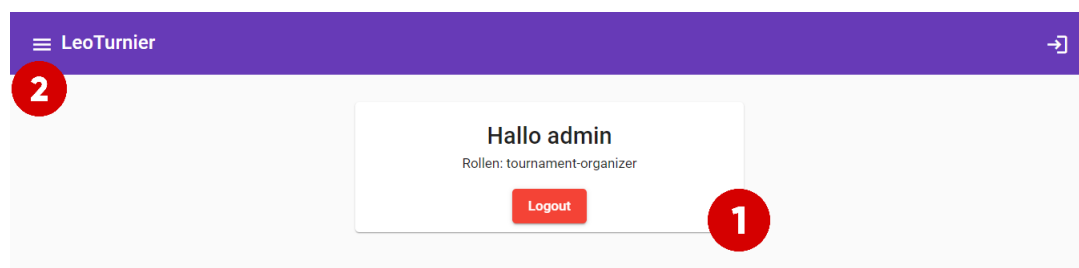 LeoTurnier
2
Hallo admin
Rollen: tournament-organizer
Logout
1